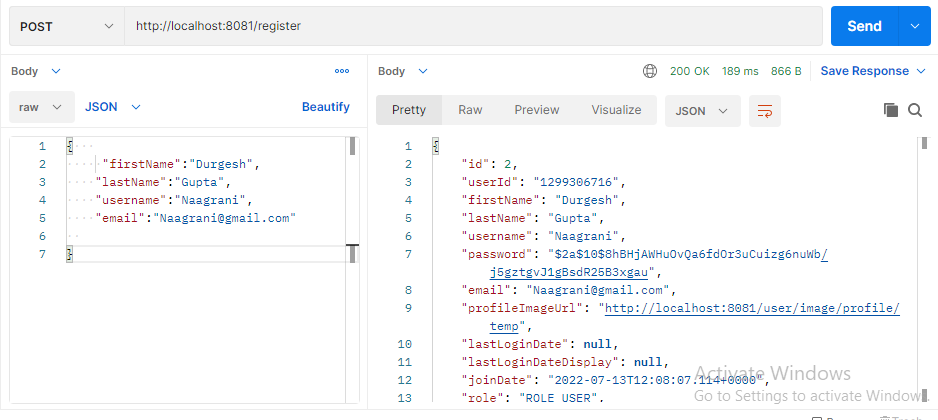 POST http://localhost:8081/register Send
Body
raw JSON Beautify
1 {
2 "firstName":"Durgesh",
3 "lastName":"Gupta",
4 "username":"Naagrani",
5 "email":"Naagrani@gmail.com"
6
7 }
Body 200 OK 189 ms 866 B Save Response
Pretty Raw Preview Visualize JSON
1 {
2 "id": 2,
3 "userId": "1299306716",
4 "firstName": "Durgesh",
5 "lastName": "Gupta",
6 "username": "Naagrani",
7 "password": "$2a$10$8hBHjAWHuOvQa6fdOr3uCuizg6nuWb/
j5gztgvJ1gBsdR25B3xgau",
8 "email": "Naagrani@gmail.com",
9 "profileImageUrl": "http://localhost:8081/user/image/profile/
temp",
10 "lastLoginDate": null,
11 "lastLoginDateDisplay": null,
12 "joinDate": "2022-07-13T12:08:07.114+0000",
13 "role": "ROLE_USER",
Activate Windows
Go to Settings to activate Windows.